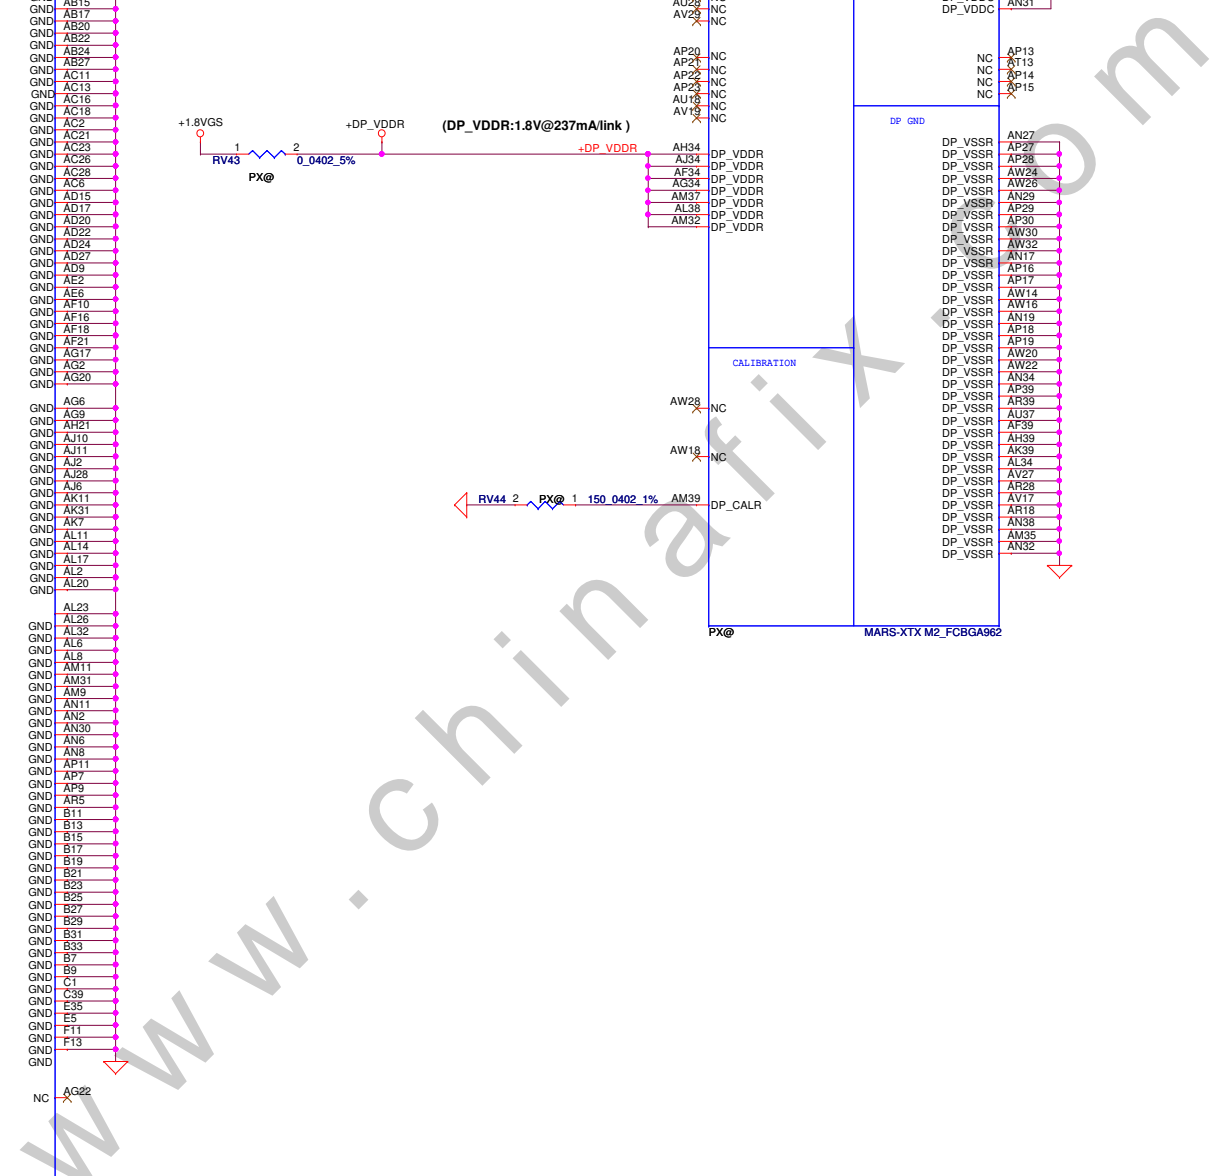 GND AB15
GND AB17
GND AB20
GND AB22
GND AB24
GND AB27
GND AC11
GND AC13
GND AC16
GND AC18
GND AC2
GND AC21
GND AC23
GND AC26
GND AC28
GND AC6
GND AD15
GND AD17
GND AD20
GND AD22
GND AD24
GND AD27
GND AD9
GND AE2
GND AE6
GND AF10
GND AF16
GND AF18
GND AF21
GND AG17
GND AG2
GND AG20
GND AG6
GND AG9
GND AH21
GND AJ10
GND AJ11
GND AJ2
GND AJ28
GND AJ6
GND AK11
GND AK31
GND AK7
GND AL11
GND AL14
GND AL17
GND AL2
GND AL20
AL23
GND AL26
GND AL32
GND AL6
GND AL8
GND AM11
GND AM31
GND AM9
GND AN11
GND AN2
GND AN30
GND AN6
GND AN8
GND AP11
GND AP7
GND AP9
GND AR5
GND B11
GND B13
GND B15
GND B17
GND B19
GND B21
GND B23
GND B25
GND B27
GND B29
GND B31
GND B33
GND B7
GND B9
GND C1
GND C39
GND E35
GND E5
GND F11
GND F13
GND
NC AG22
+1.8VGS
1 2
RV43 0_0402_5%
PX@
+DP_VDDR
(DP_VDDR:1.8V@237mA/link )
+DP_VDDR
AU28 NC
AV29 NC
AP20 NC
AP21 NC
AP22 NC
AP23 NC
AU18 NC
AV19 NC
AH34 DP_VDDR
AJ34 DP_VDDR
AF34 DP_VDDR
AG34 DP_VDDR
AM37 DP_VDDR
AL38 DP_VDDR
AM32 DP_VDDR
CALIBRATION
AW28 NC
AW18 NC
RV44 2 PX@ 1 150_0402_1% AM39 DP_CALR
DP_VDDC AN31
NC AP13
NC AT13
NC AP14
NC AP15
DP GND
DP_VSSR AN27
DP_VSSR AP27
DP_VSSR AP28
DP_VSSR AW24
DP_VSSR AW26
DP_VSSR AN29
DP_VSSR AP29
DP_VSSR AP30
DP_VSSR AW30
DP_VSSR AW32
DP_VSSR AN17
DP_VSSR AP16
DP_VSSR AP17
DP_VSSR AW14
DP_VSSR AW16
DP_VSSR AN19
DP_VSSR AP18
DP_VSSR AP19
DP_VSSR AW20
DP_VSSR AW22
DP_VSSR AN34
DP_VSSR AP39
DP_VSSR AR39
DP_VSSR AU37
DP_VSSR AF39
DP_VSSR AH39
DP_VSSR AK39
DP_VSSR AL34
DP_VSSR AV27
DP_VSSR AR28
DP_VSSR AV17
DP_VSSR AR18
DP_VSSR AN38
DP_VSSR AM35
DP_VSSR AN32
PX@
MARS-XTX M2_FCBGA962
www.chinafix.com